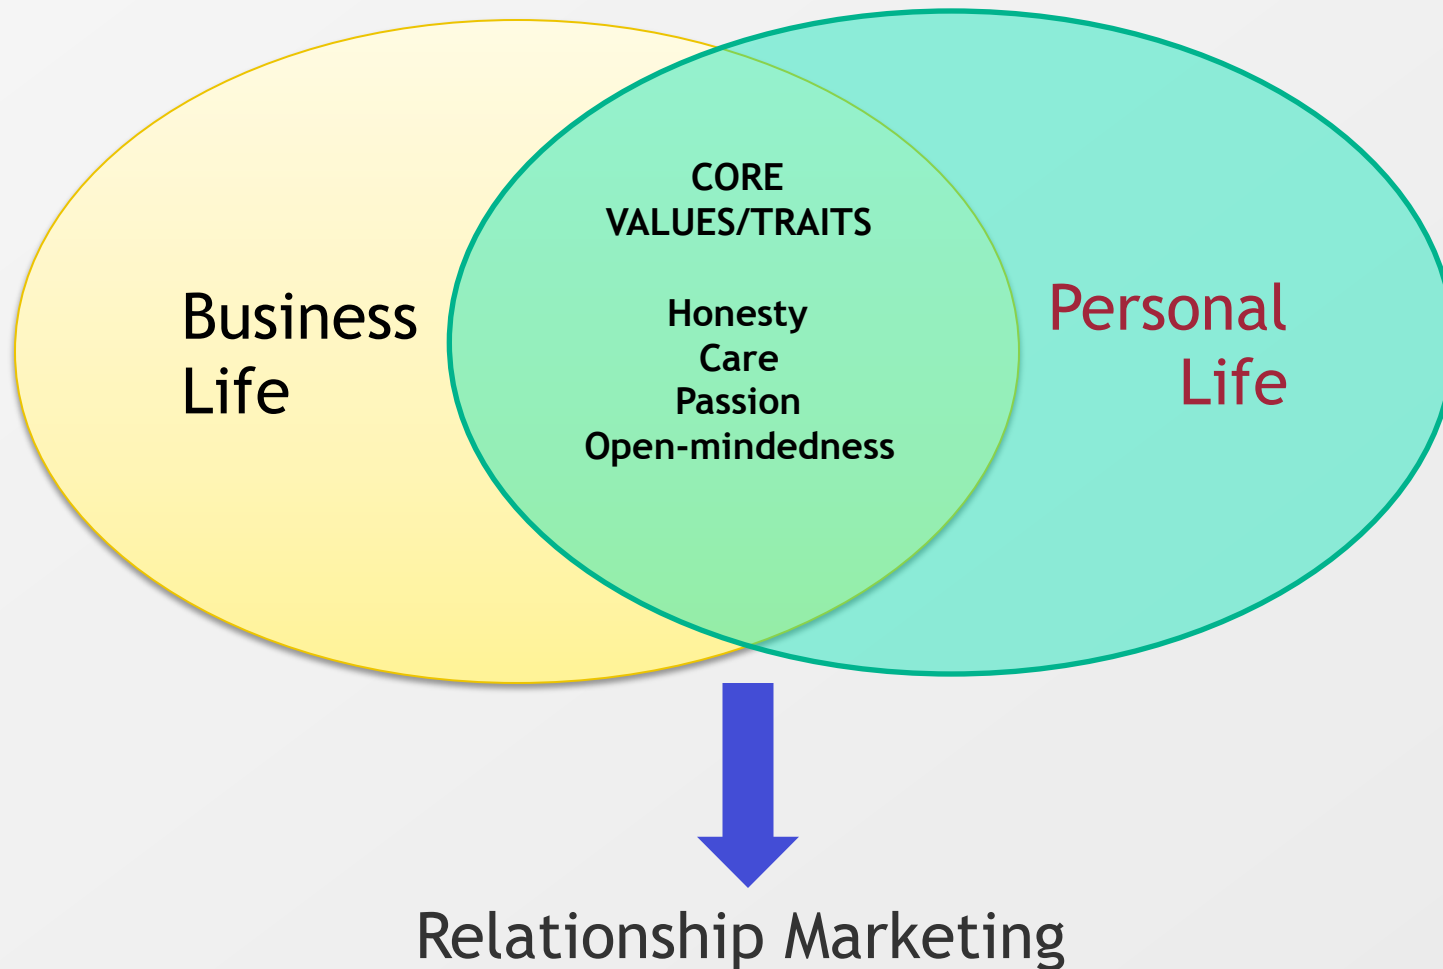 Business
Life
CORE
VALUES/TRAITS
Honesty
Care
Passion
Open-mindedness
Personal
Life
Relationship Marketing